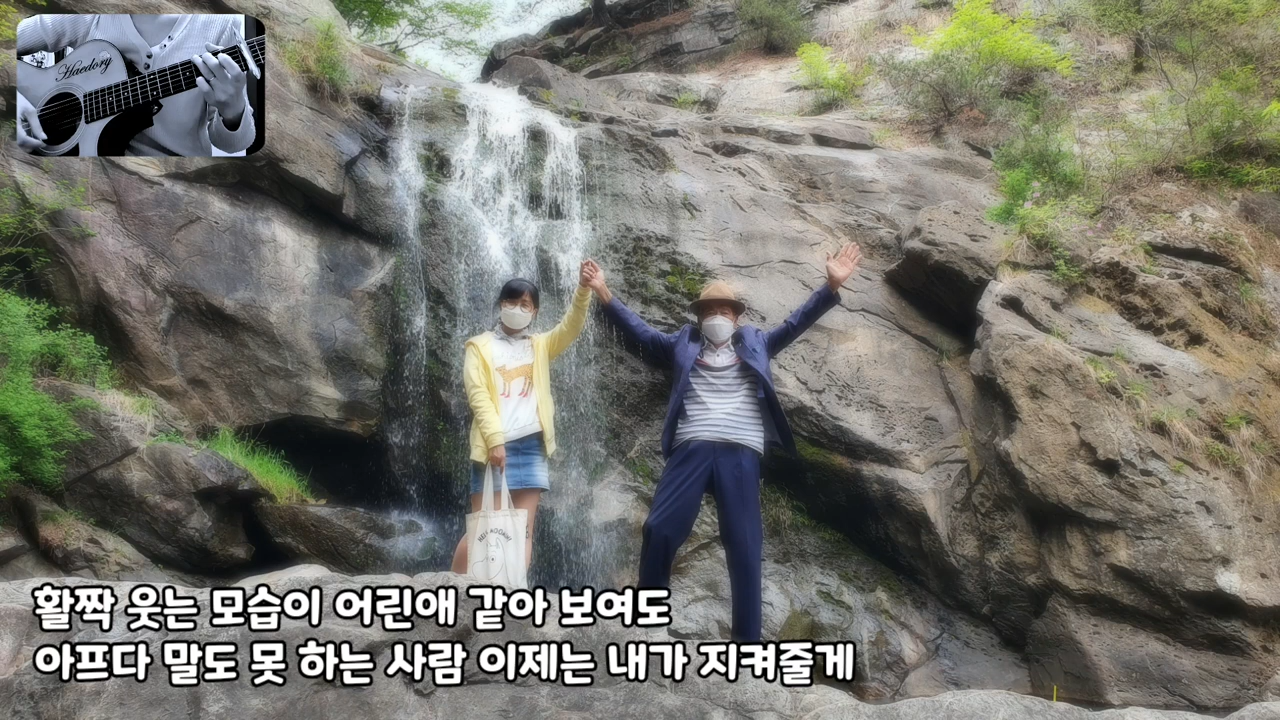 Haedory
활짝 웃는 모습이 어린애 같아 보여도
아프다 말도 못 하는 사람 이제는 내가 지켜줄게